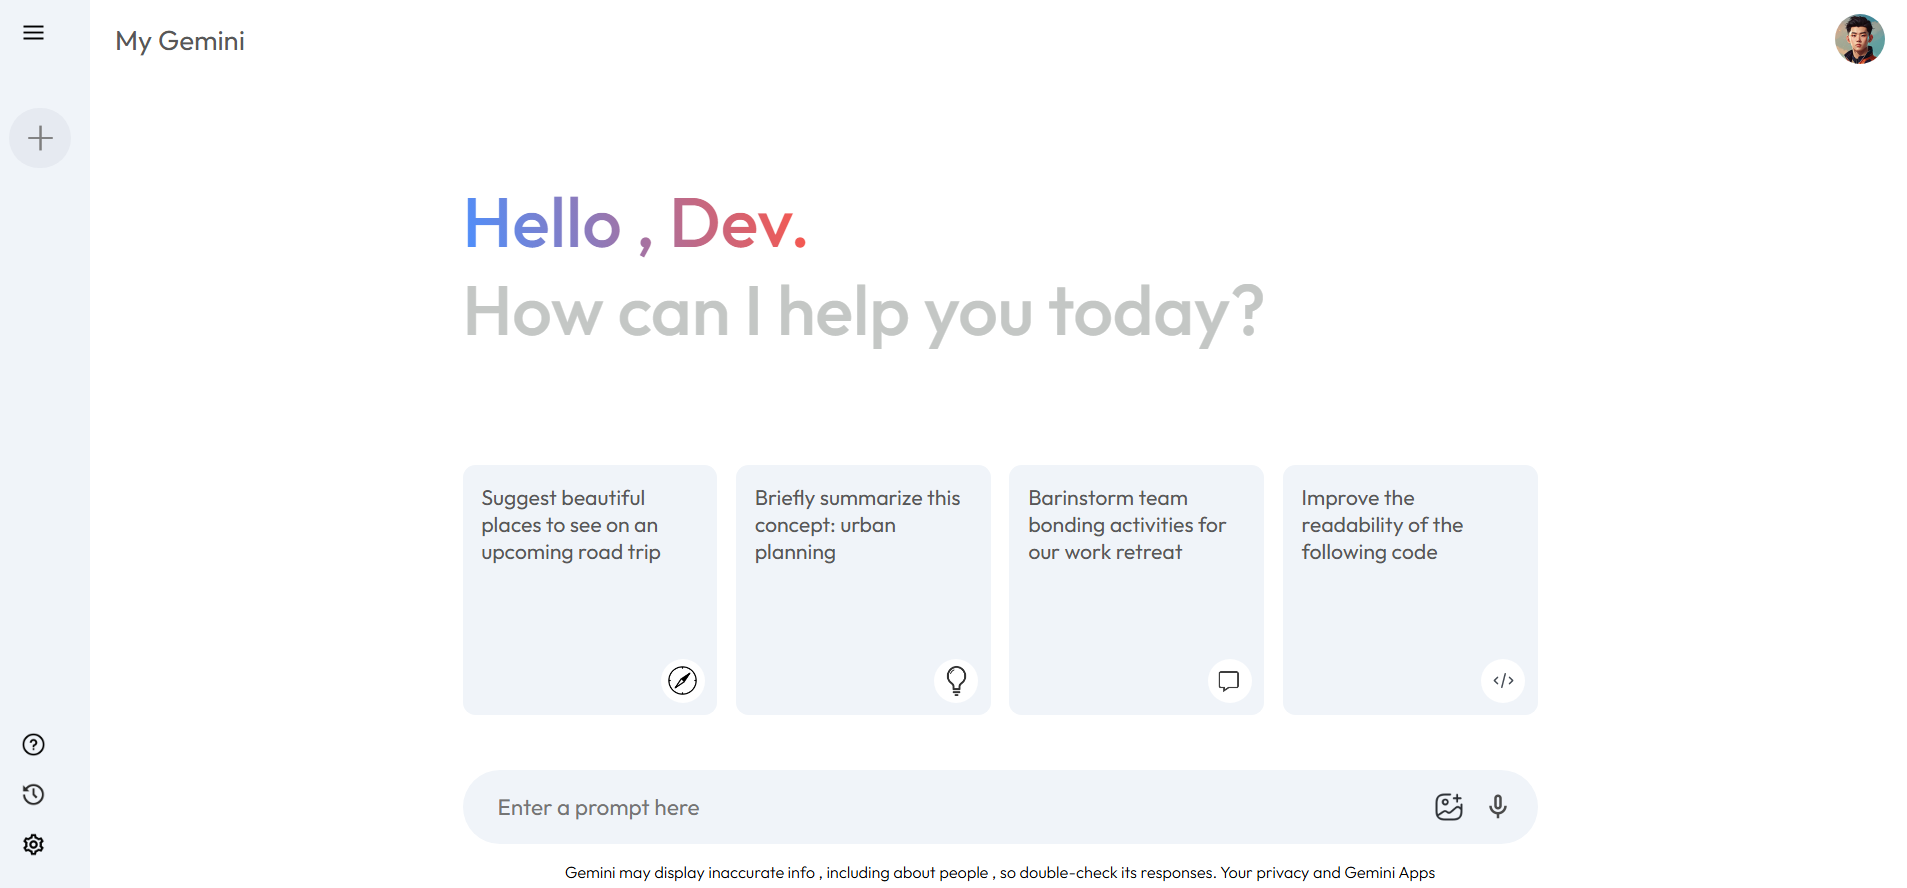 My Gemini
Hello , Dev.
How can I help you today?
Suggest beautiful
places to see on an
upcoming road trip
Briefly summarize this
concept: urban
planning
Barinstorm team
bonding activities for
our work retreat
Improve the
readability of the
following code
Enter a prompt here
Gemini may display inaccurate info , including about people , so double-check its responses. Your privacy and Gemini Apps